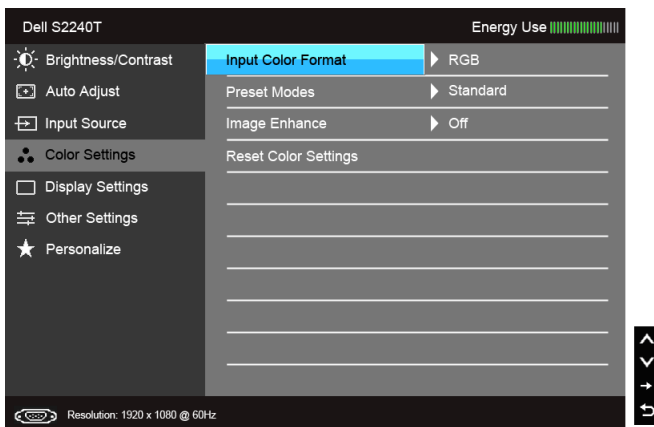 Dell S2240T
Energy Use
Brightness/Contrast
Input Color Format
RGB
Auto Adjust
Preset Modes
Standard
Input Source
Image Enhance
Off
Color Settings
Reset Color Settings
Display Settings
Other Settings
Personalize
Resolution: 1920 x 1080 @ 60Hz